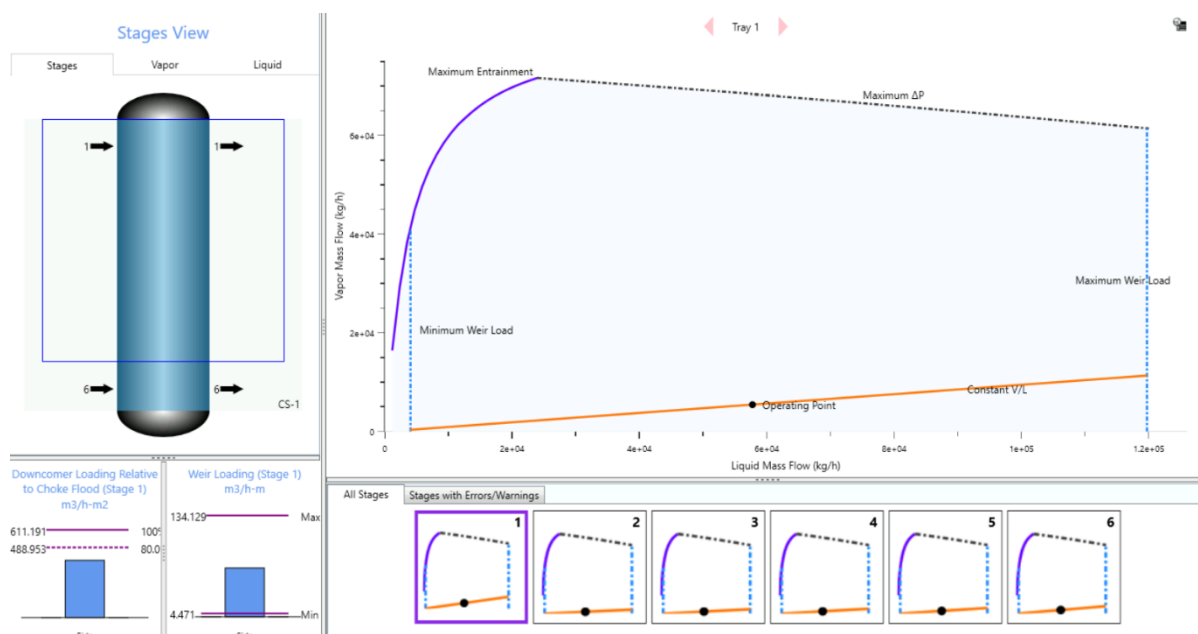 Stages View
Stages
Vapor
Liquid
1
1
6
6
CS-1
Downcomer Loading Relative
to Choke Flood (Stage 1)
m3/h-m2
611.191
100
488.953
80.0
Weir Loading (Stage 1)
m3/h-m
134.129
Max
4.471
Min
Tray 1
Maximum Entrainment
Maximum ΔP
Vapor Mass Flow (kg/h)
6e+04
4e+04
2e+04
0
Minimum Weir Load
Maximum Weir Load
Constant V/L
Operating Point
0
2e+04
4e+04
6e+04
8e+04
1e+05
1.2e+05
Liquid Mass Flow (kg/h)
All Stages
Stages with Errors/Warnings
1
2
3
4
5
6